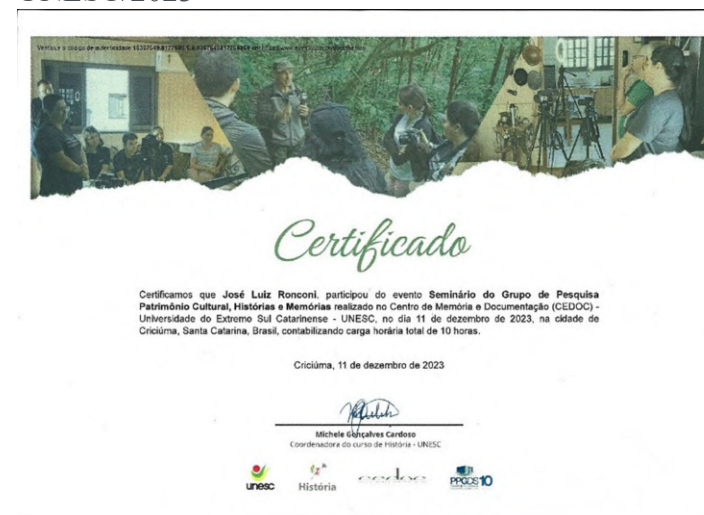 UNESC/2023
Certificado
Certificamos que José Luiz Ronconi, participou do evento Seminário do Grupo de Pesquisa
Patrimônio Cultural, Histórias e Memórias realizado no Centro de Memória e Documentação (CEDOC) -
Universidade do Extremo Sul Catarinense - UNESC, no dia 11 de dezembro de 2023, na cidade de
Criciúma, Santa Catarina, Brasil, contabilizando carga horária total de 10 horas.
Criciúma, 11 de dezembro de 2023
Michele Gonçalves Cardoso
Coordenadora do curso de História - UNESC
unesc
História
cedoc
PPGDS 10